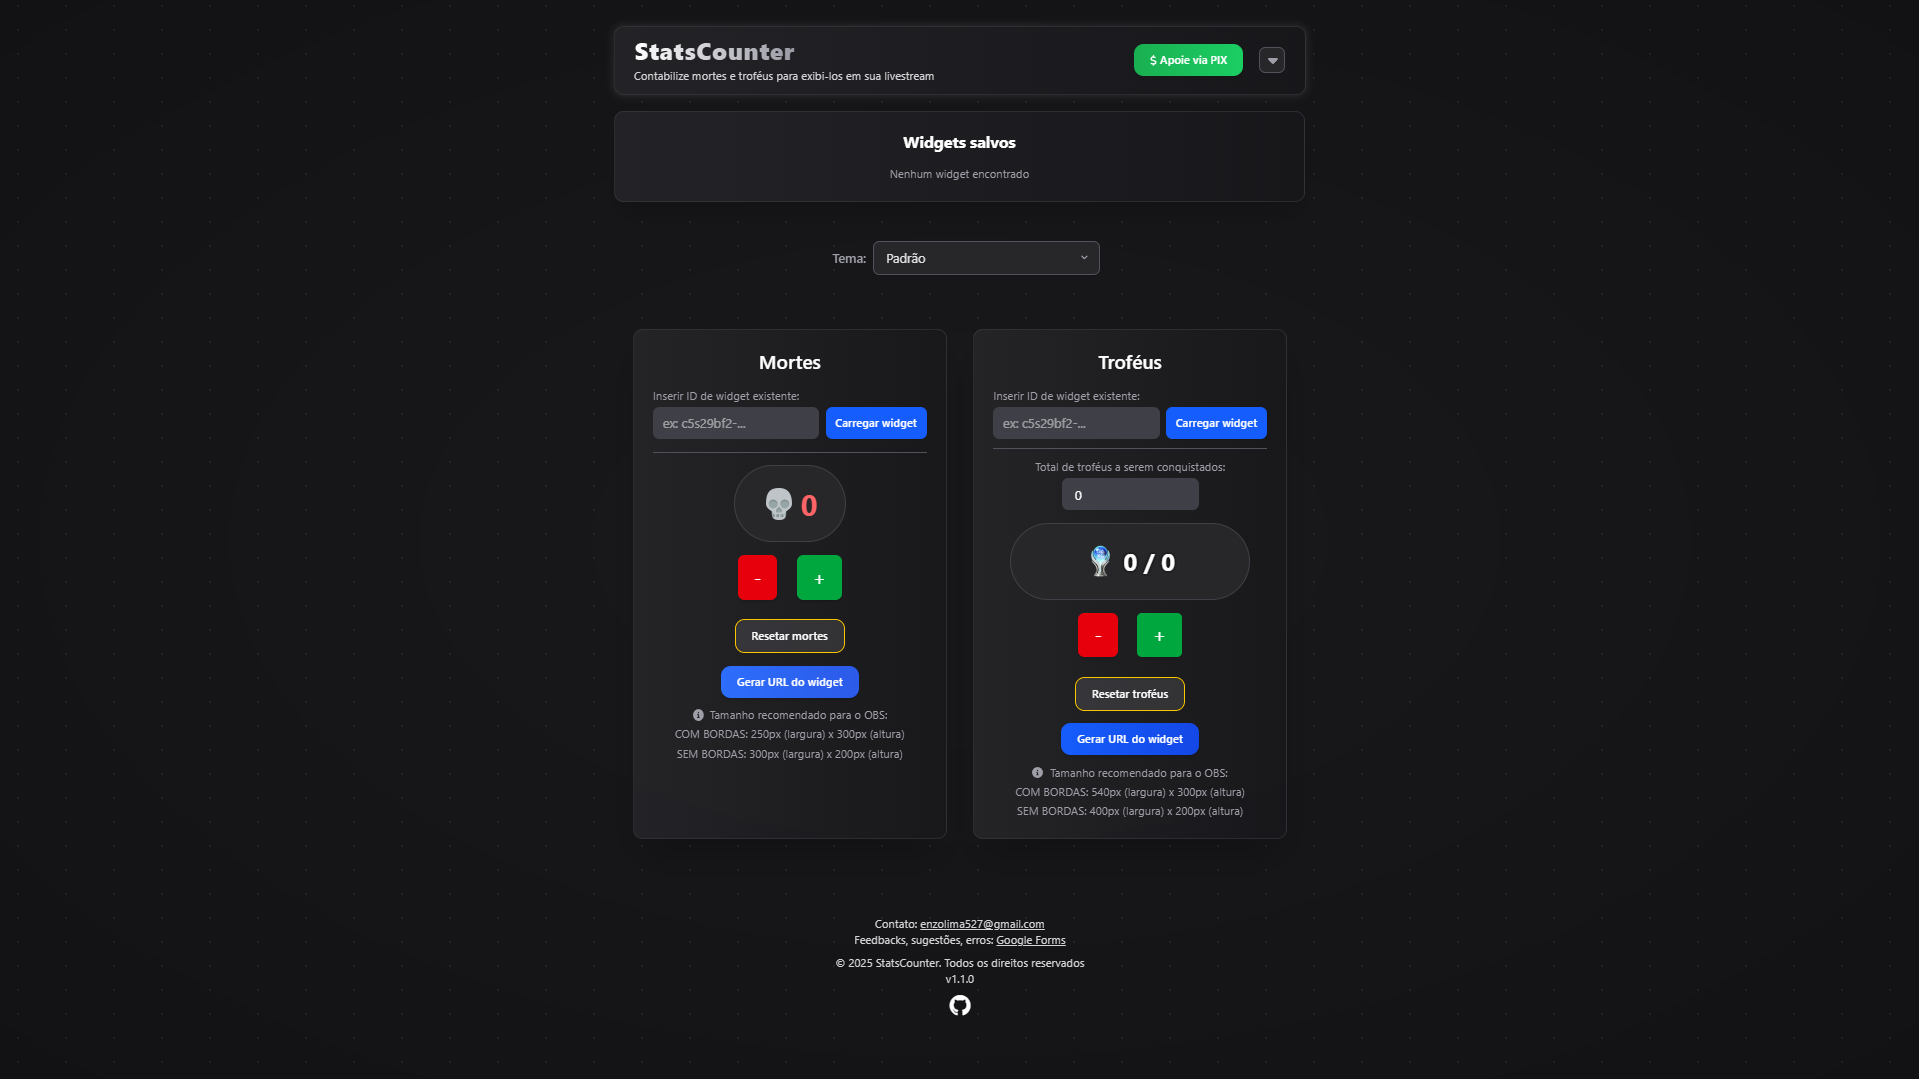 StatsCounter
Contabilize mortes e troféus para exibi-los em sua livestream
$ Apoie via PIX
Widgets salvos
Nenhum widget encontrado
Tema:
Padrão
Mortes
Inserir ID de widget existente:
ex: c5s29bf2-...
Carregar widget
0
-
+
Resetar mortes
Gerar URL do widget
Tamanho recomendado para o OBS:
COM BORDAS: 250px (largura) x 300px (altura)
SEM BORDAS: 300px (largura) x 200px (altura)
Troféus
Inserir ID de widget existente:
ex: c5s29bf2-...
Carregar widget
Total de troféus a serem conquistados:
0
0 / 0
-
+
Resetar troféus
Gerar URL do widget
Tamanho recomendado para o OBS:
COM BORDAS: 540px (largura) x 300px (altura)
SEM BORDAS: 400px (largura) x 200px (altura)
Contato: enzolima527@gmail.com
Feedbacks, sugestões, erros: Google Forms
© 2025 StatsCounter. Todos os direitos reservados
v1.1.0